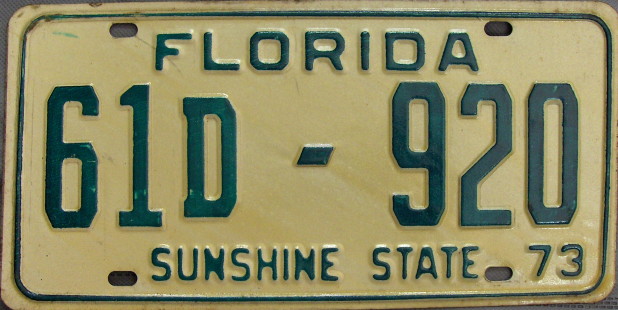 FLORIDA
61D - 920
SUNSHINE STATE 73